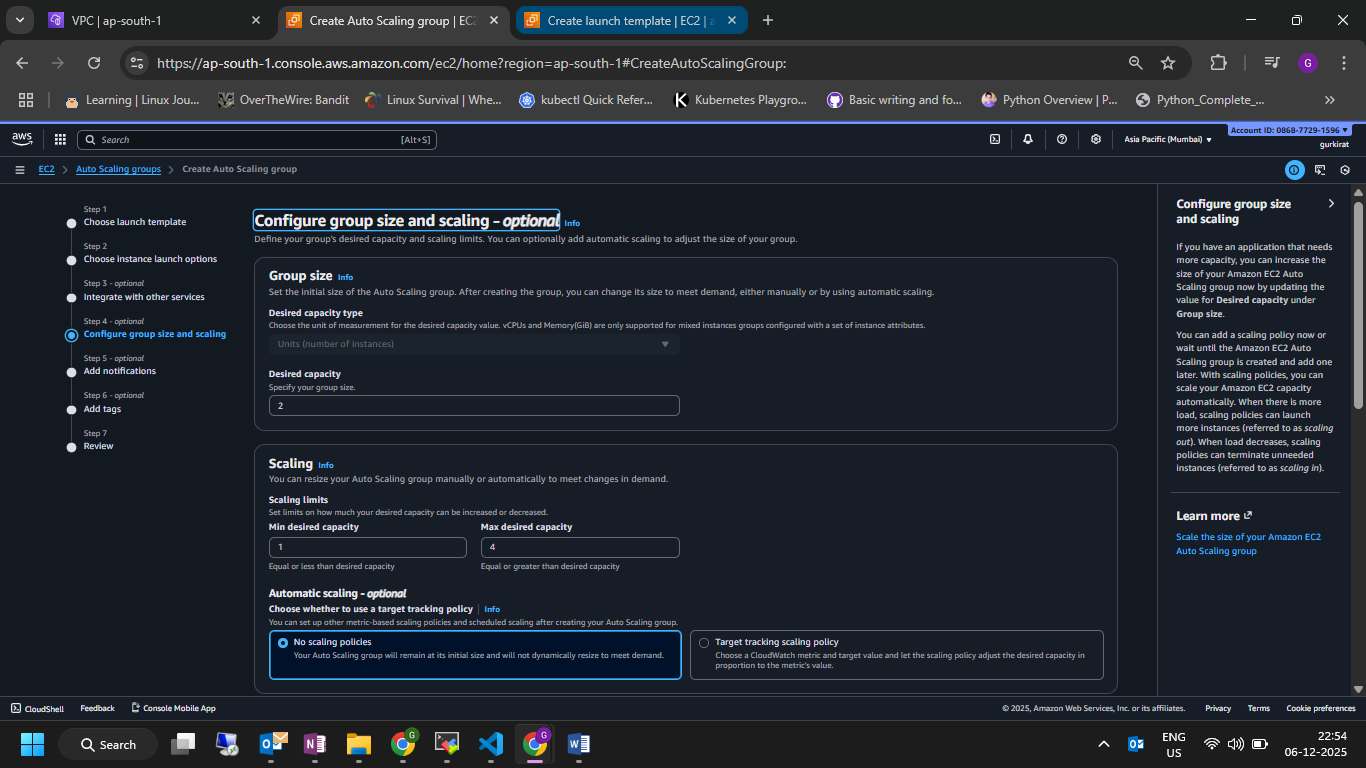 VPC | ap-south-1
Create Auto Scaling group | EC2
Create launch template | EC2 | a
https://ap-south-1.console.aws.amazon.com/ec2/home?region=ap-south-1#CreateAutoScalingGroup:
G
Learning | Linux Jou...
OverTheWire: Bandit
Linux Survival | Whe...
kubectl Quick Refer...
Kubernetes Playgro...
Basic writing and fo...
Python Overview | P...
Python_Complete_...
aws
Search
[Alt+S]
Asia Pacific (Mumbai)
Account ID: 0868-7729-1596
gurkirat
EC2
Auto Scaling groups
Create Auto Scaling group
Step 1
Choose launch template
Step 2
Choose instance launch options
Step 3 - optional
Integrate with other services
Step 4 - optional
Configure group size and scaling
Step 5 - optional
Add notifications
Step 6 - optional
Add tags
Step 7
Review
Configure group size and scaling - optional Info
Define your group's desired capacity and scaling limits. You can optionally add automatic scaling to adjust the size of your group.
Group size Info
Set the initial size of the Auto Scaling group. After creating the group, you can change its size to meet demand, either manually or by using automatic scaling.
Desired capacity type
Choose the unit of measurement for the desired capacity value. vCPUs and Memory(GiB) are only supported for mixed instances groups configured with a set of instance attributes.
Units (number of instances)
Desired capacity
Specify your group size.
2
Scaling Info
You can resize your Auto Scaling group manually or automatically to meet changes in demand.
Scaling limits
Set limits on how much your desired capacity can be increased or decreased.
Min desired capacity
Max desired capacity
1
4
Equal or less than desired capacity
Equal or greater than desired capacity
Automatic scaling - optional
Choose whether to use a target tracking policy | Info
You can set up other metric-based scaling policies and scheduled scaling after creating your Auto Scaling group.
No scaling policies
Your Auto Scaling group will remain at its initial size and will not dynamically resize to meet demand.
Target tracking scaling policy
Choose a CloudWatch metric and target value and let the scaling policy adjust the desired capacity in
proportion to the metric's value.
Configure group size
and scaling
If you have an application that needs
more capacity, you can increase the
size of your Amazon EC2 Auto
Scaling group now by updating the
value for Desired capacity under
Group size.
You can add a scaling policy now or
wait until the Amazon EC2 Auto
Scaling group is created and add one
later. With scaling policies, you can
scale your Amazon EC2 capacity
automatically. When there is more
load, scaling policies can launch
more instances (referred to as scaling
out). When load decreases, scaling
policies can terminate unneeded
instances (referred to as scaling in).
Learn more
Scale the size of your Amazon EC2
Auto Scaling group
CloudShell
Feedback
Console Mobile App
© 2025, Amazon Web Services, Inc. or its affiliates.
Privacy
Terms
Cookie preferences
Search
G
G
ENG
US
22:54
06-12-2025